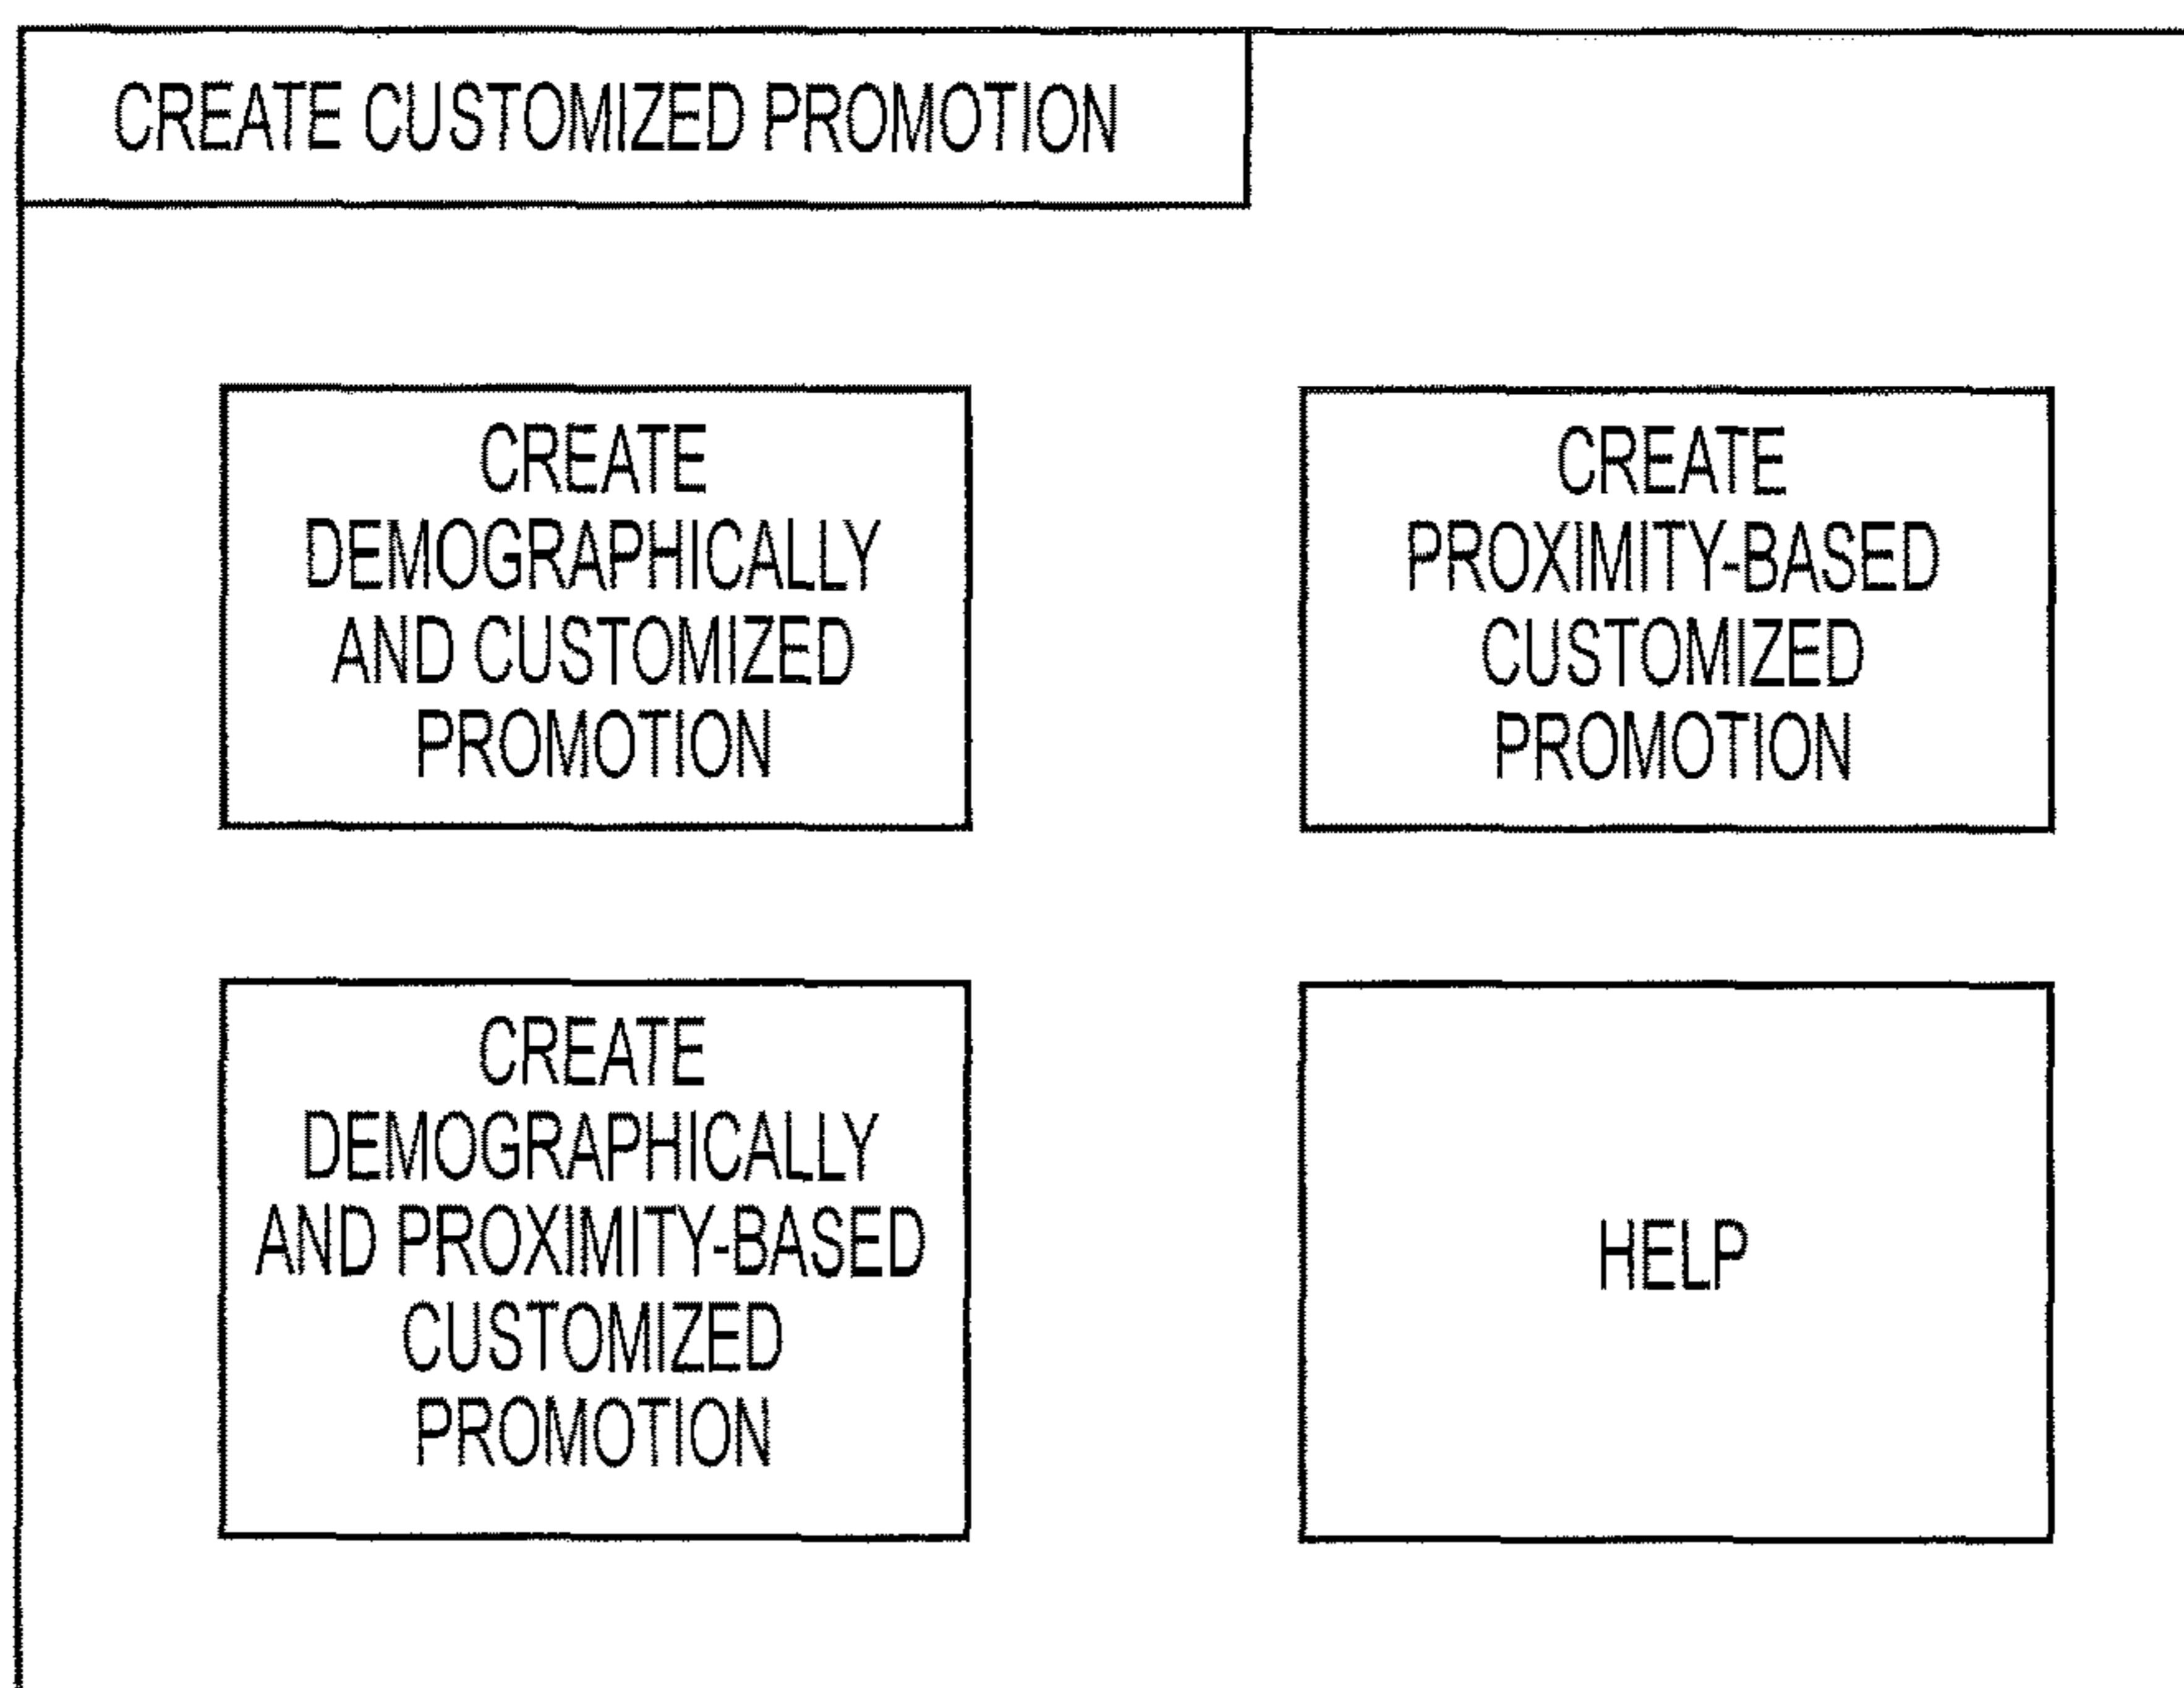 CREATE CUSTOMIZED PROMOTION
CREATE
DEMOGRAPHICALLY
AND CUSTOMIZED
PROMOTION
CREATE
PROXIMITY-BASED
CUSTOMIZED
PROMOTION
CREATE
DEMOGRAPHICALLY
AND PROXIMITY-BASED
CUSTOMIZED
PROMOTION
HELP